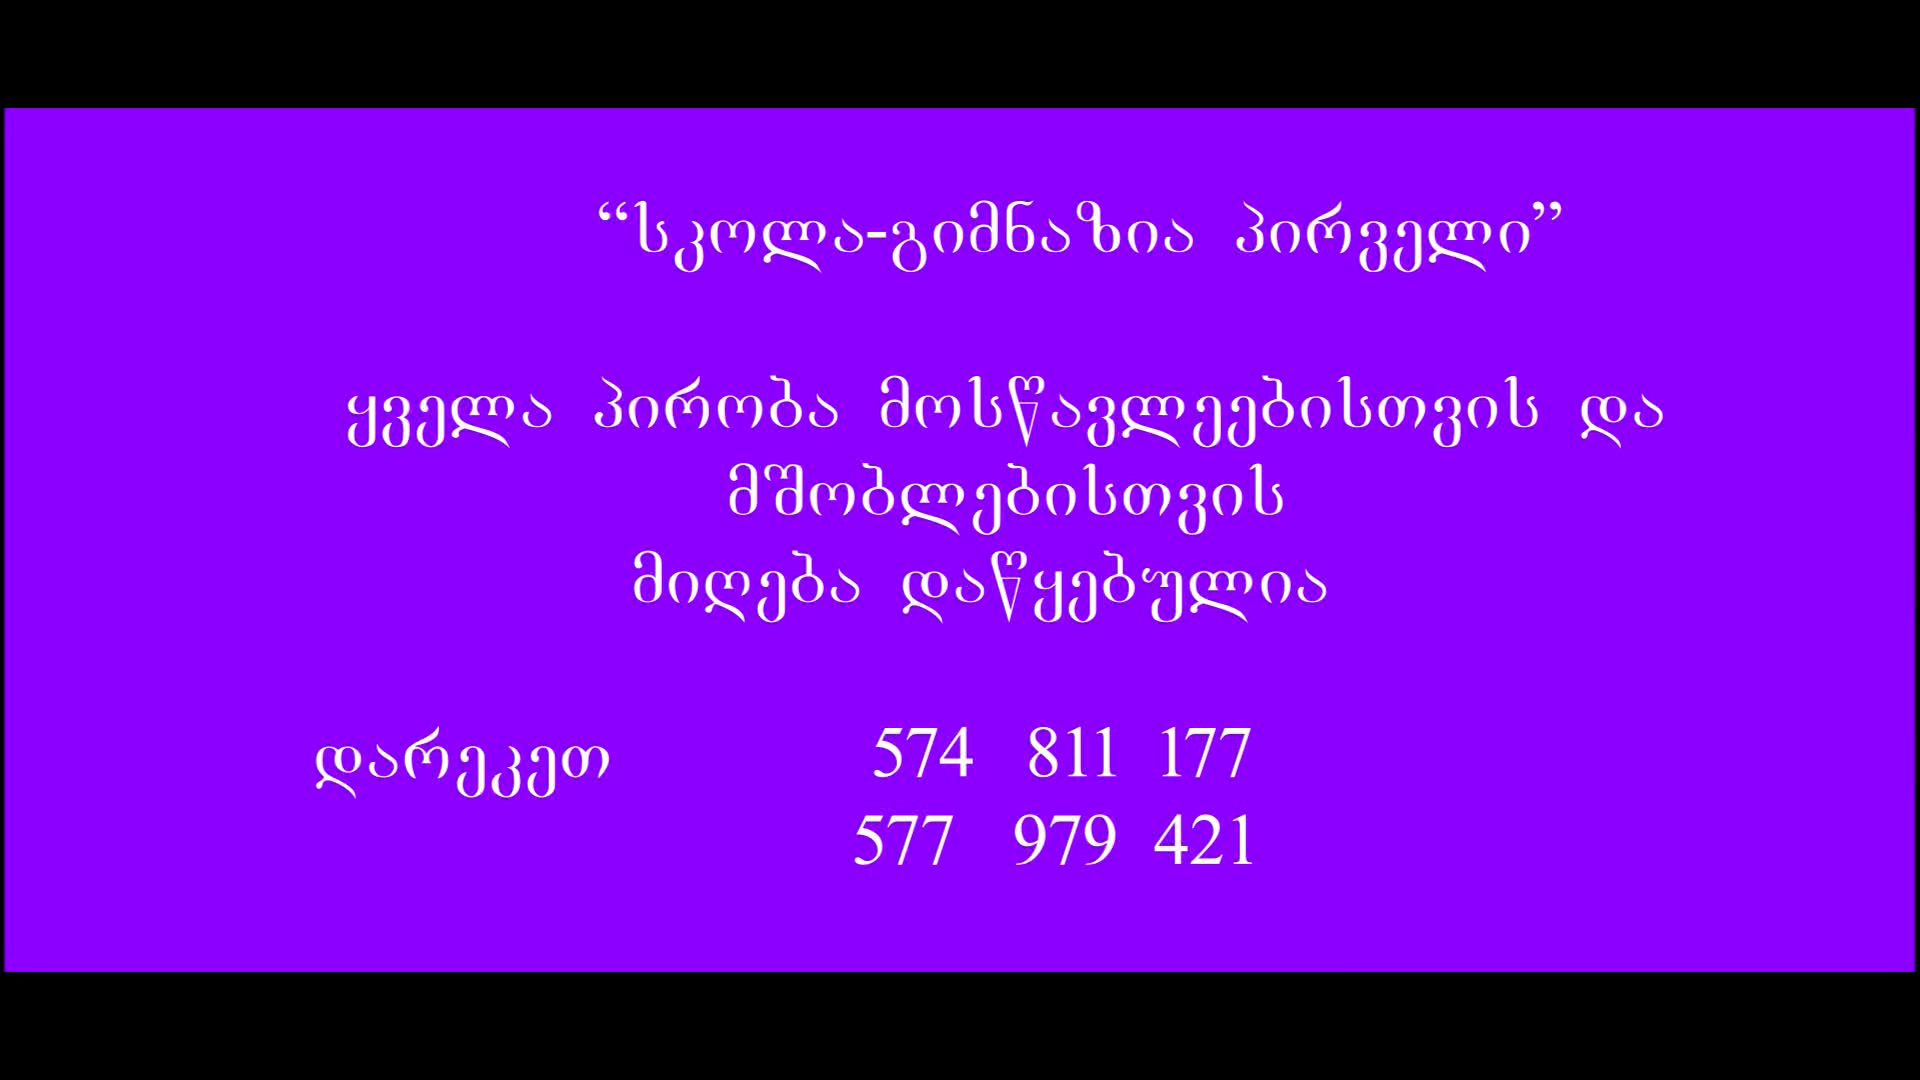 “სკოლა-გიმნაზია პირველი”
ყველა პირობა მოსწავლეებისთვის და
მშობლებისთვის
მიღება დაწყებულია
დარეკეთ 574 811 177
577 979 421